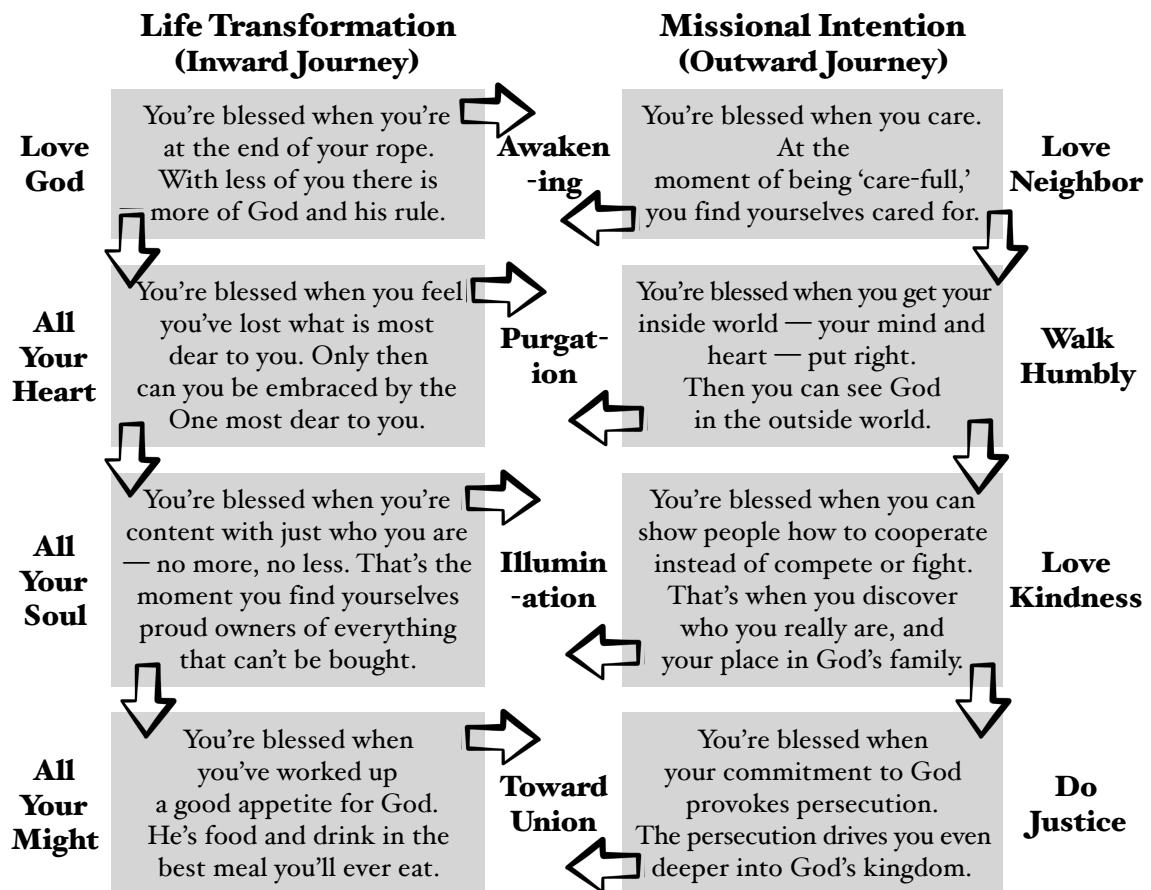 Life Transformation
(Inward Journey)
Missional Intention
(Outward Journey)
Love
God
You're blessed when you're
at the end of your rope.
With less of you there is
more of God and his rule.
Awaken
-ing
You're blessed when you care.
At the
moment of being ‘care-full,’
you find yourselves cared for.
Love
Neighbor
All
Your
Heart
You're blessed when you feel
you've lost what is most
dear to you. Only then
can you be embraced by the
One most dear to you.
Purgat-
ion
You're blessed when you get your
inside world — your mind and
heart — put right.
Then you can see God
in the outside world.
Walk
Humbly
All
Your
Soul
You're blessed when you're
content with just who you are
— no more, no less. That's the
moment you find yourselves
proud owners of everything
that can't be bought.
Illumin
-ation
You're blessed when you can
show people how to cooperate
instead of compete or fight.
That's when you discover
who you really are, and
your place in God's family.
Love
Kindness
All
Your
Might
You're blessed when
you've worked up
a good appetite for God.
He's food and drink in the
best meal you'll ever eat.
Toward
Union
You're blessed when
your commitment to God
provokes persecution.
The persecution drives you even
deeper into God's kingdom.
Do
Justice